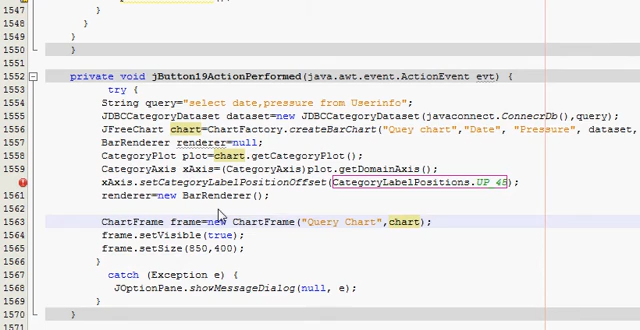 1547 }
1548 }
1549 }
1550 }
1551
1552 private void jButton19ActionPerformed(java.awt.event.ActionEvent evt) {
1553 try {
1554 String query="select date,pressure from Userinfo";
1555 JDBCCategoryDataset dataset=new JDBCCategoryDataset(javaconnect.ConnecrDb(),query);
1556 JFreeChart chart=ChartFactory.createBarChart("Quey chart","Date", "Pressure", dataset,
1557 BarRenderer renderer=null;
1558 CategoryPlot plot=chart.getCategoryPlot();
1559 CategoryAxis xAxis=(CategoryAxis)plot.getDomainAxis();
xAxis.setCategoryLabelPositionOffset(CategoryLabelPositions.UP_45);
1561 renderer=new BarRenderer();
1562
1563 ChartFrame frame=new ChartFrame("Query Chart",chart);
1564 frame.setVisible(true);
1565 frame.setSize(850,400);
1566 }
1567 catch (Exception e) {
1568 JOptionPane.showMessageDialog(null, e);
1569 }
1570 }
1571